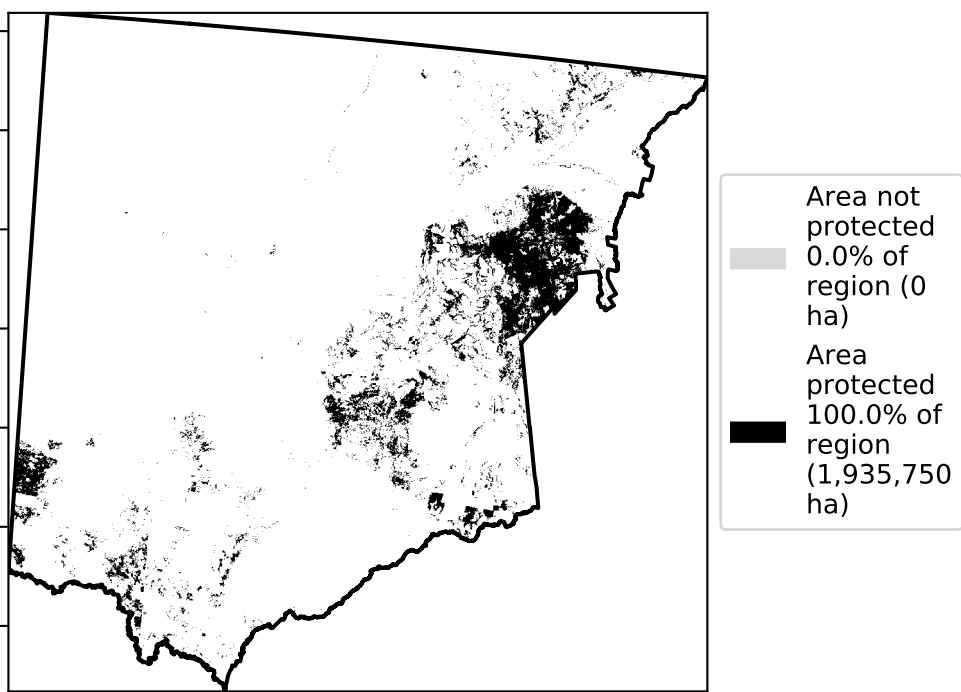 Area not
protected
0.0% of
region (0
ha)
Area
protected
100.0% of
region
(1,935,750
ha)